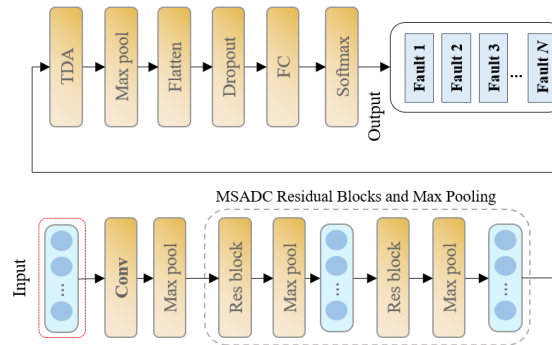 TDA
Max pool
Flatten
Dropout
FC
Softmax
Output
Fault 1
Fault 2
Fault 3
...
Fault N
MSADC Residual Blocks and Max Pooling
Input
...
Conv
Max pool
Res block
Max pool
...
Res block
Max pool
...